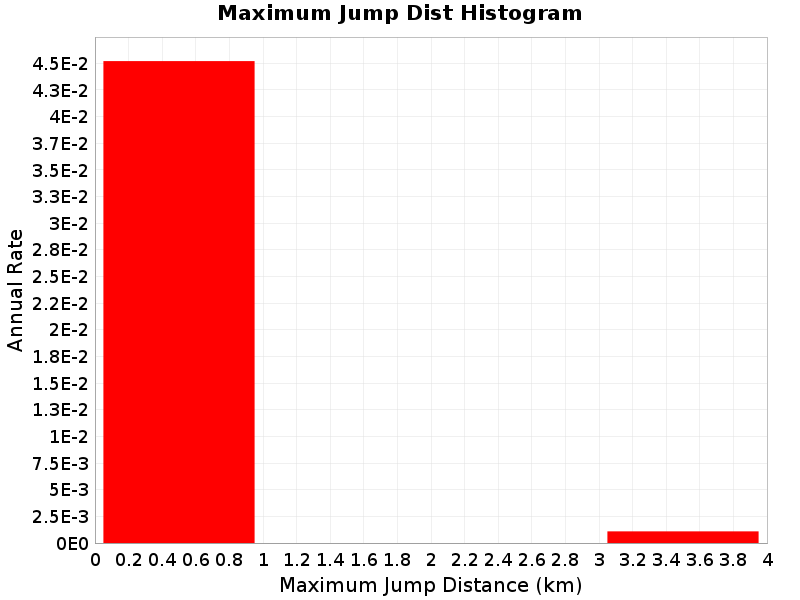 Maximum Jump Dist Histogram
Annual Rate
4.5E-2
4.3E-2
4E-2
3.7E-2
3.5E-2
3.3E-2
3E-2
2.8E-2
2.5E-2
2.2E-2
2E-2
1.8E-2
1.5E-2
1.3E-2
1E-2
7.5E-3
5E-3
2.5E-3
0E0
0 0.2 0.4 0.6 0.8 1 1.2 1.4 1.6 1.8 2 2.2 2.4 2.6 2.8 3 3.2 3.4 3.6 3.8 4
Maximum Jump Distance (km)